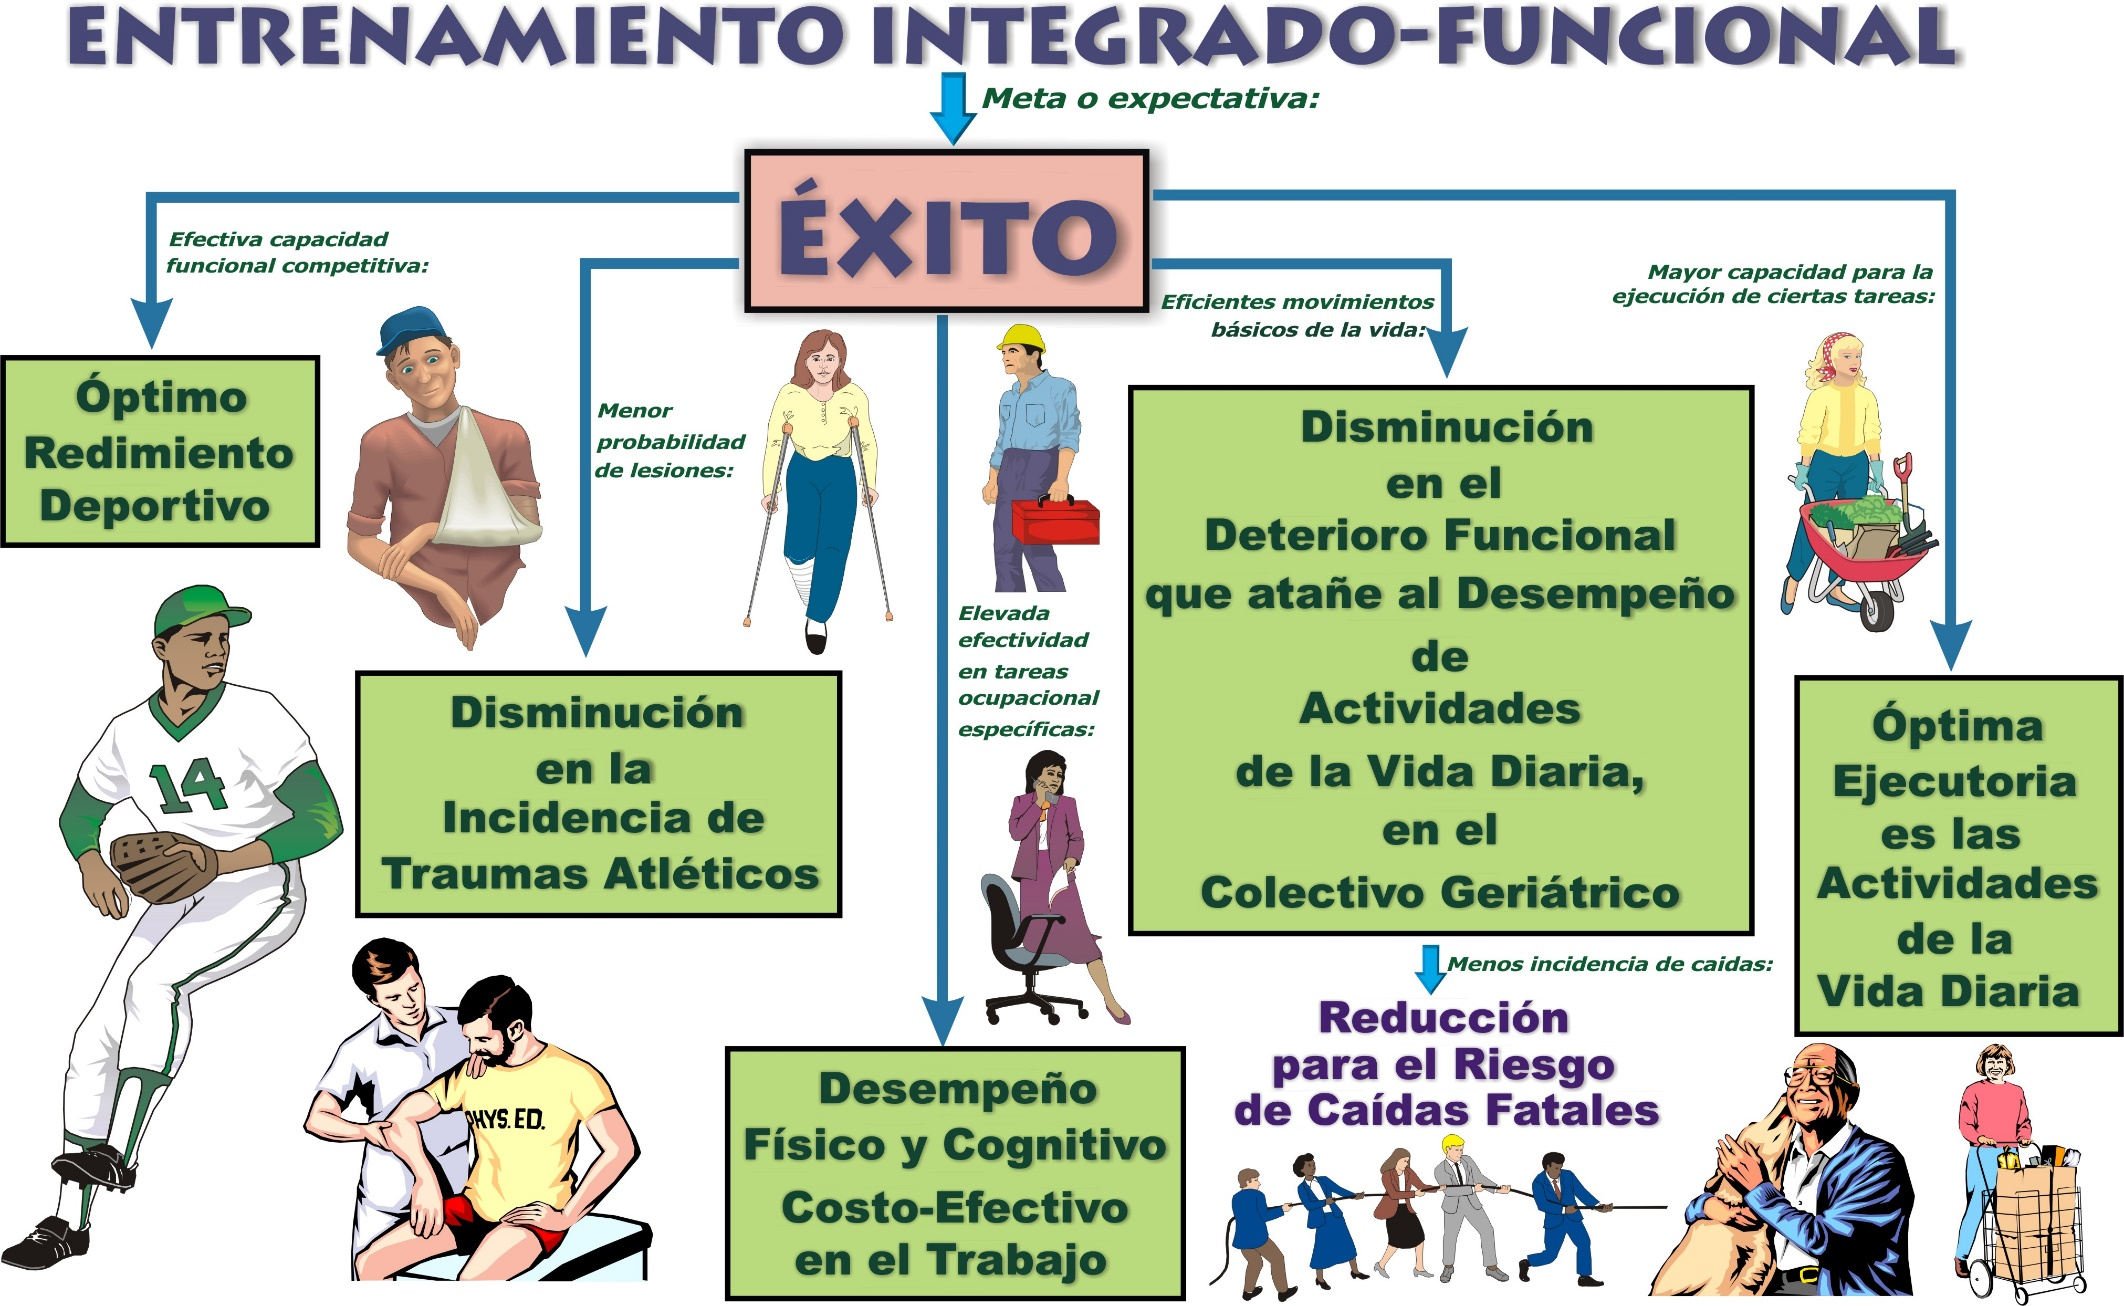 ENTRENAMIENTO INTEGRADO-FUNCIONAL
Meta o expectativa:
ÉXITO
Efectiva capacidad
funcional competitiva:
Óptimo
Redimiento
Deportivo
14
Menor
probabilidad
de lesiones:
Disminución
en la
Incidencia de
Traumas Atléticos
PHYS. ED.
Elevada
efectividad
en tareas
ocupacional
específicas:
Desempeño
Físico y Cognitivo
Costo-Efectivo
en el Trabajo
Eficientes movimientos
básicos de la vida:
Disminución
en el
Deterioro Funcional
que atañe al Desempeño
de
Actividades
de la Vida Diaria,
en el
Colectivo Geriátrico
Menos incidencia de caidas:
Reducción
para el Riesgo
de Caídas Fatales
Mayor capacidad para la
ejecución de ciertas tareas:
Óptima
Ejecutoria
es las
Actividades
de la
Vida Diaria